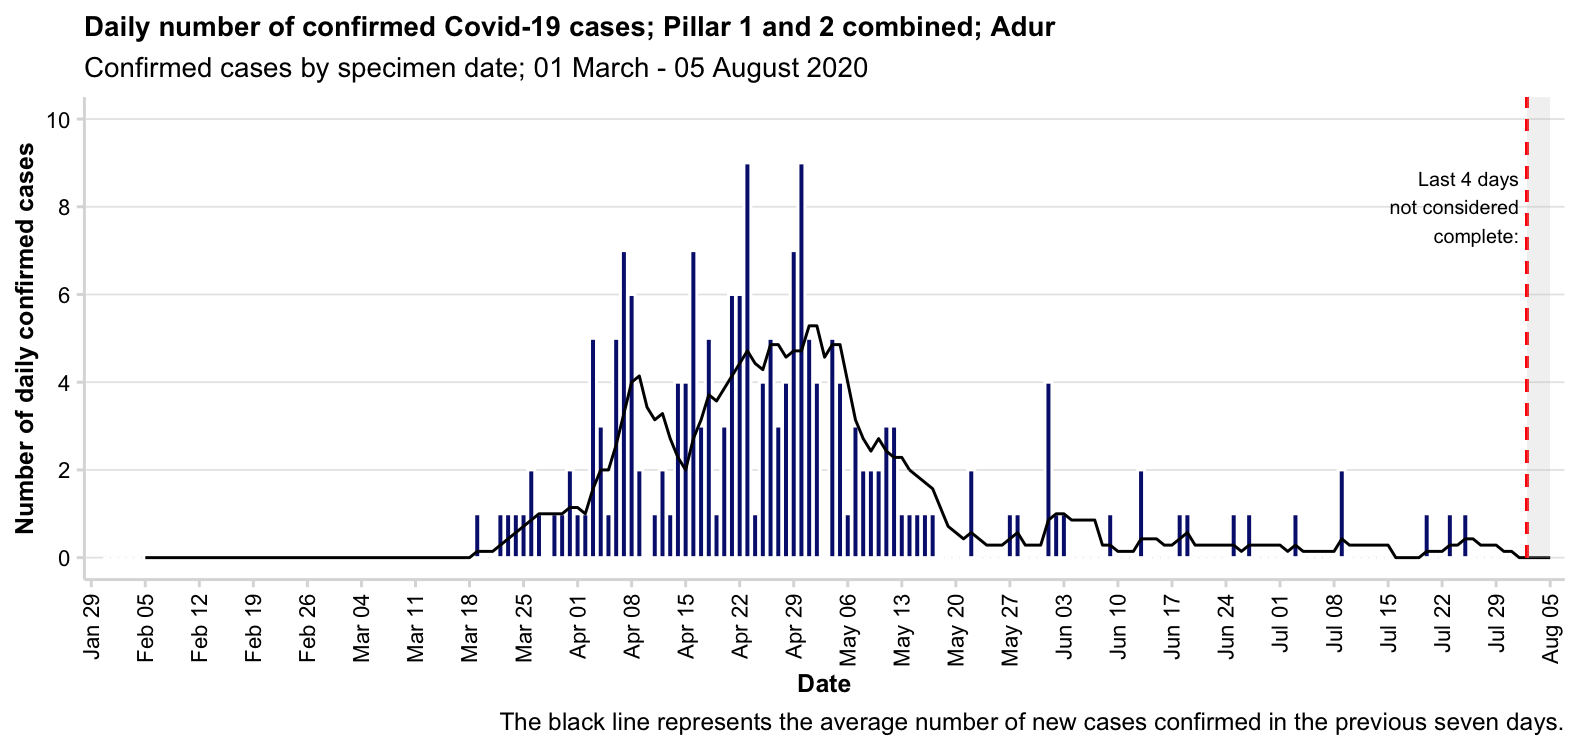 Daily number of confirmed Covid-19 cases; Pillar 1 and 2 combined; Adur
Confirmed cases by specimen date; 01 March - 05 August 2020
Number of daily confirmed cases
10
8
6
4
2
0
Last 4 days
not considered
complete:
Jan 29
Feb 05
Feb 12
Feb 19
Feb 26
Mar 04
Mar 11
Mar 18
Mar 25
Apr 01
Apr 08
Apr 15
Apr 22
Apr 29
May 06
May 13
May 20
May 27
Jun 03
Jun 10
Jun 17
Jun 24
Jul 01
Jul 08
Jul 15
Jul 22
Jul 29
Aug 05
Date
The black line represents the average number of new cases confirmed in the previous seven days.